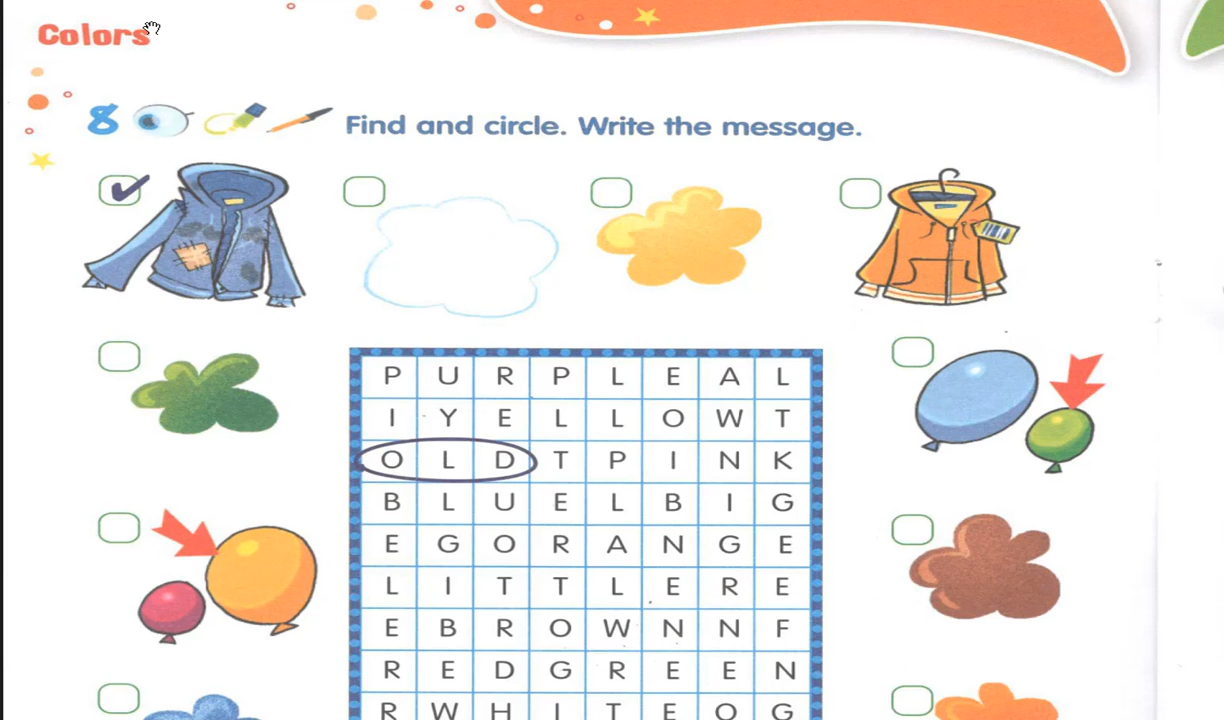 Colors
8 Find and circle. Write the message.
P U R P L E A L
I Y E L L O W T
O L D T P I N K
B L U E L B I G
E G O R A N G E
L I T T L E R E
E B R O W N N F
R E D G R E E N
R W H I T E O G